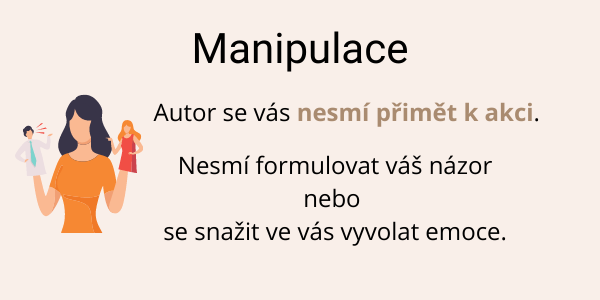 Manipulace
Autor se vás nesmí přimět k akci.
Nesmí formulovat váš názor
nebo
se snažit ve vás vyvolat emoce.